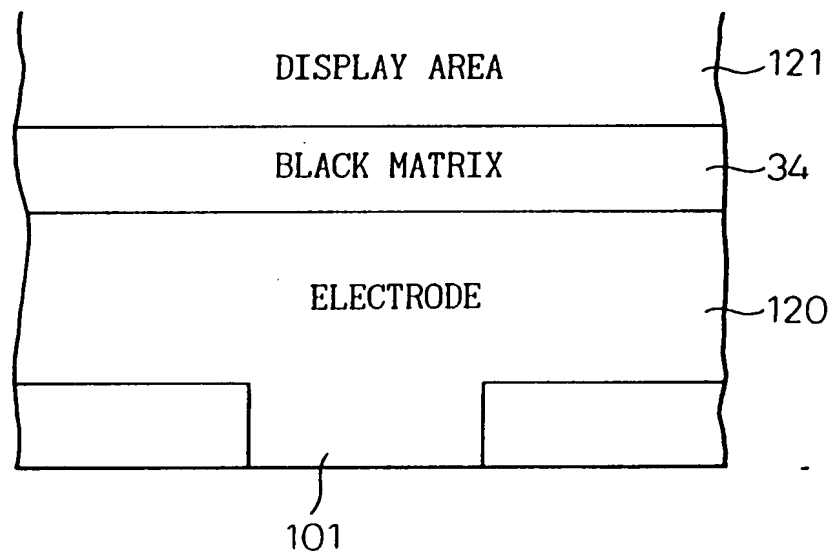 DISPLAY AREA
121
BLACK MATRIX
34
ELECTRODE
120
101